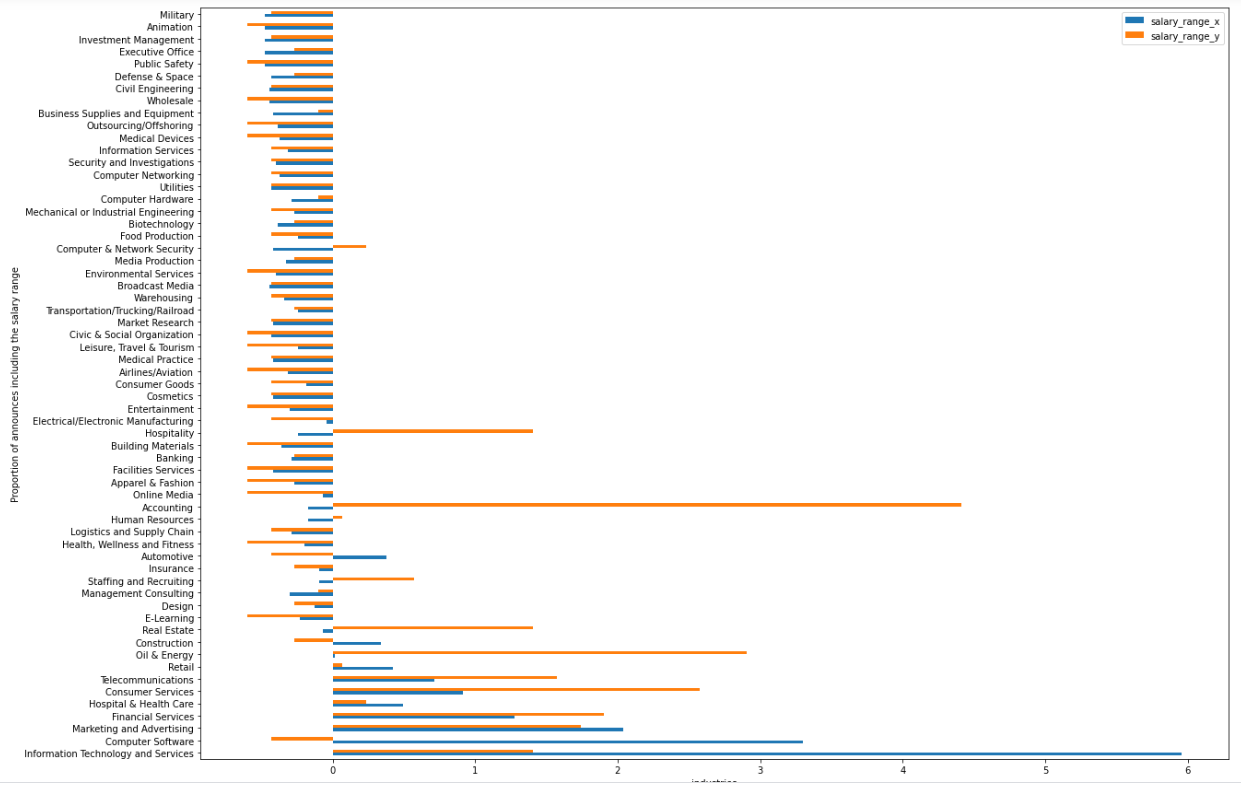 salary_range_x
salary_range_y
Proportion of announces including the salary range
Military
Animation
Investment Management
Executive Office
Public Safety
Defense & Space
Civil Engineering
Wholesale
Business Supplies and Equipment
Outsourcing/Offshoring
Medical Devices
Information Services
Security and Investigations
Computer Networking
Utilities
Computer Hardware
Mechanical or Industrial Engineering
Biotechnology
Food Production
Computer & Network Security
Media Production
Environmental Services
Broadcast Media
Warehousing
Transportation/Trucking/Railroad
Market Research
Civic & Social Organization
Leisure, Travel & Tourism
Medical Practice
Airlines/Aviation
Consumer Goods
Cosmetics
Entertainment
Electrical/Electronic Manufacturing
Hospitality
Building Materials
Banking
Facilities Services
Apparel & Fashion
Online Media
Accounting
Human Resources
Logistics and Supply Chain
Health, Wellness and Fitness
Automotive
Insurance
Staffing and Recruiting
Management Consulting
Design
E-Learning
Real Estate
Construction
Oil & Energy
Retail
Telecommunications
Consumer Services
Hospital & Health Care
Financial Services
Marketing and Advertising
Computer Software
Information Technology and Services
0 1 2 3 4 5 6
industries